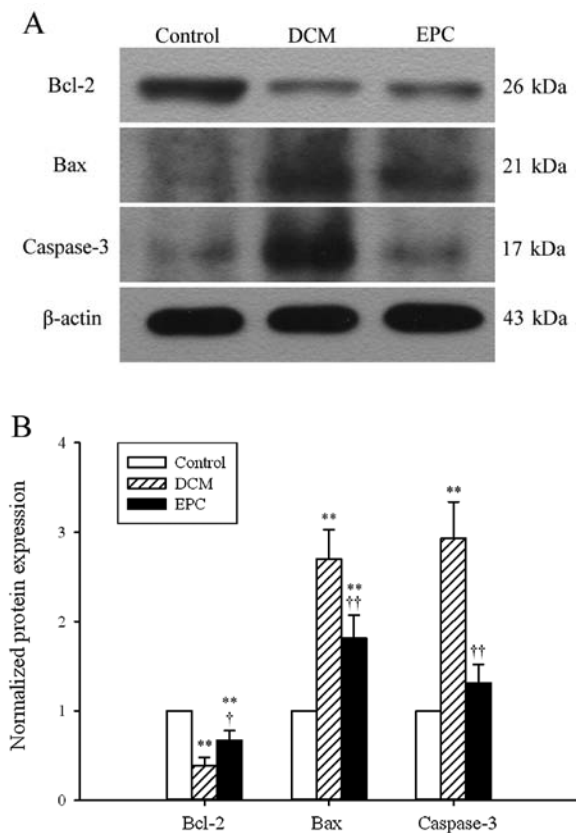 A
Control DCM EPC
Bcl-2 26 kDa
Bax 21 kDa
Caspase-3 17 kDa
β-actin 43 kDa
B
4
Control
DCM
EPC
3
2
1
0
Normalized protein expression
**
**
†
**
**
††
**
††
Bcl-2 Bax Caspase-3